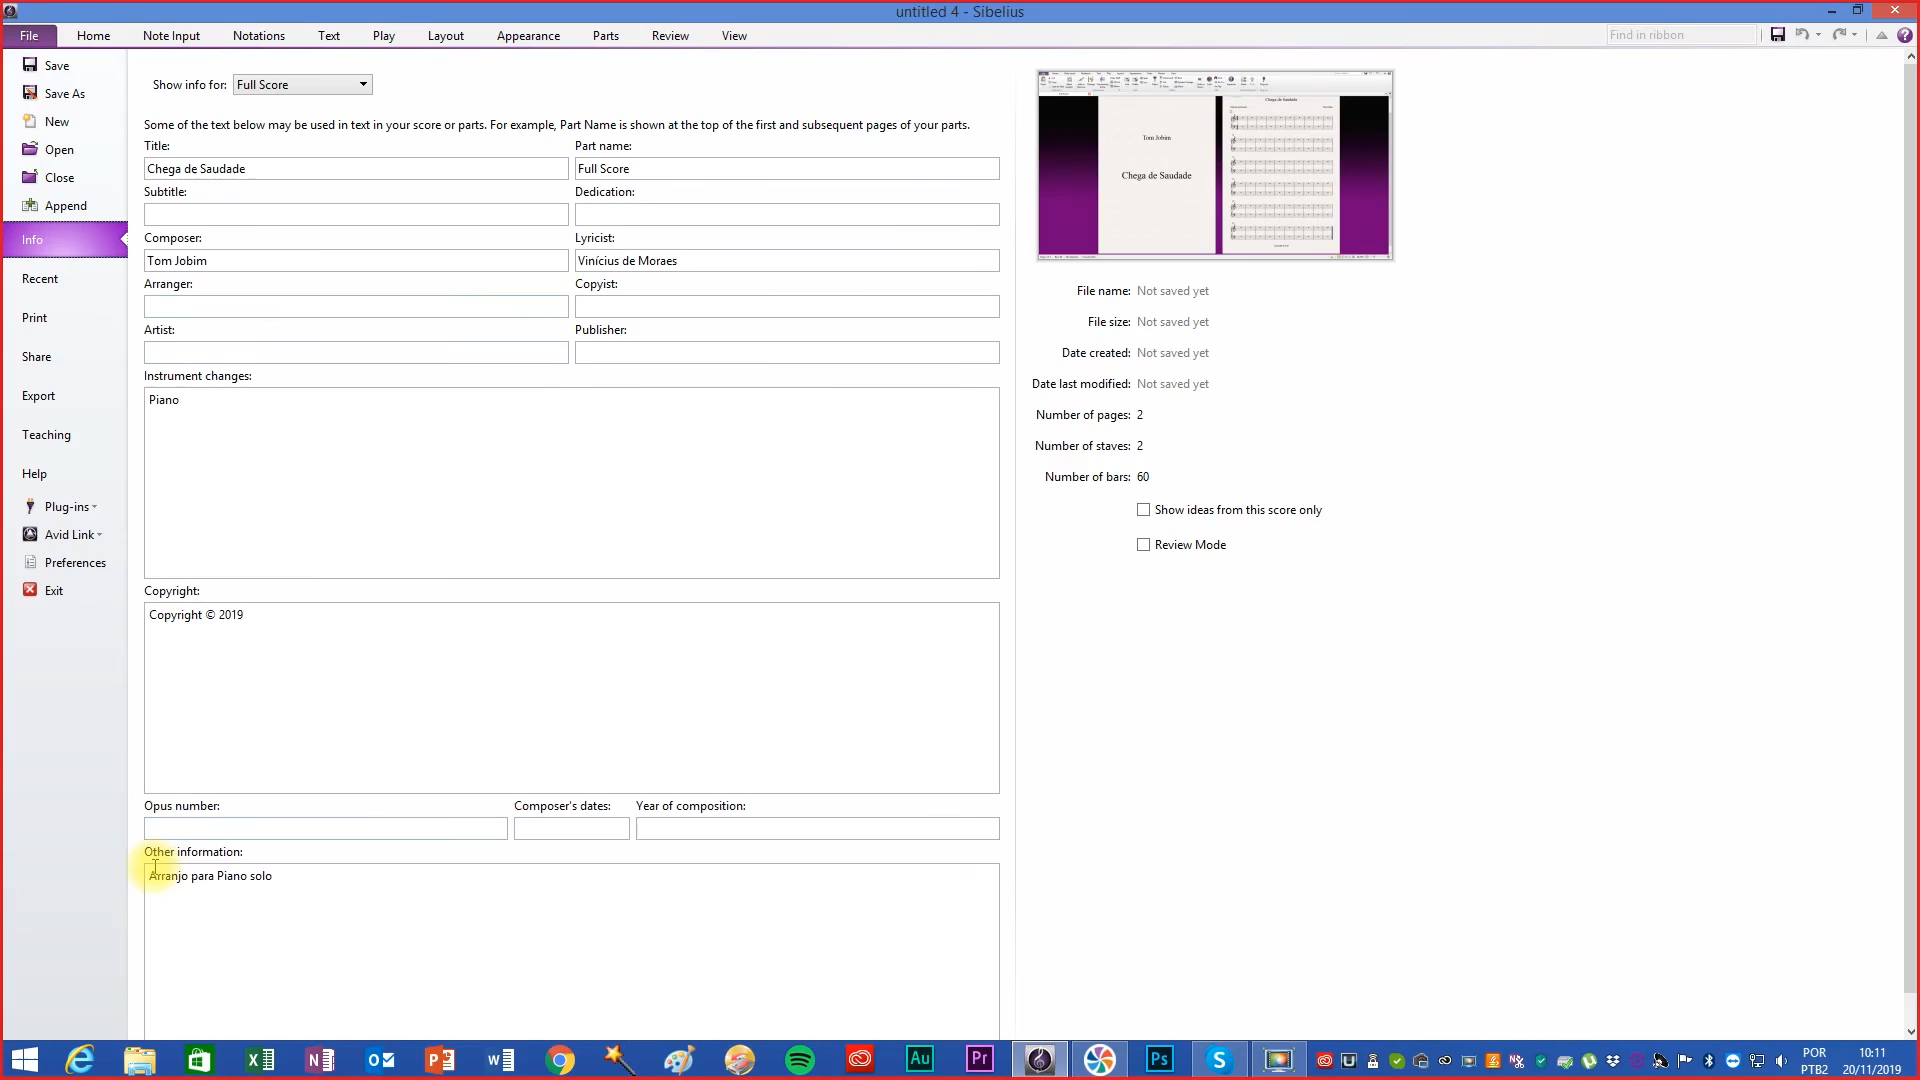 untitled 4 - Sibelius
File Home Note Input Notations Text Play Layout Appearance Parts Review View Find in ribbon
Save
Save As
New
Open
Close
Append
Info
Recent
Print
Share
Export
Teaching
Help
Plug-ins
Avid Link
Preferences
Exit
Show info for: Full Score
Some of the text below may be used in text in your score or parts. For example, Part Name is shown at the top of the first and subsequent pages of your parts.
Title: Part name:
Chega de Saudade Full Score
Subtitle: Dedication:
Composer: Lyricist:
Tom Jobim Vinícius de Moraes
Arranger: Copyist:
Artist: Publisher:
Instrument changes:
Piano
Copyright:
Copyright © 2019
Opus number: Composer's dates: Year of composition:
Other information:
Arranjo para Piano solo
Tom Jobim
Chega de Saudade
Chega de Saudade
File name: Not saved yet
File size: Not saved yet
Date created: Not saved yet
Date last modified: Not saved yet
Number of pages: 2
Number of staves: 2
Number of bars: 60
Show ideas from this score only
Review Mode
Au Pr Ps
POR 10:11
PTB2 20/11/2019